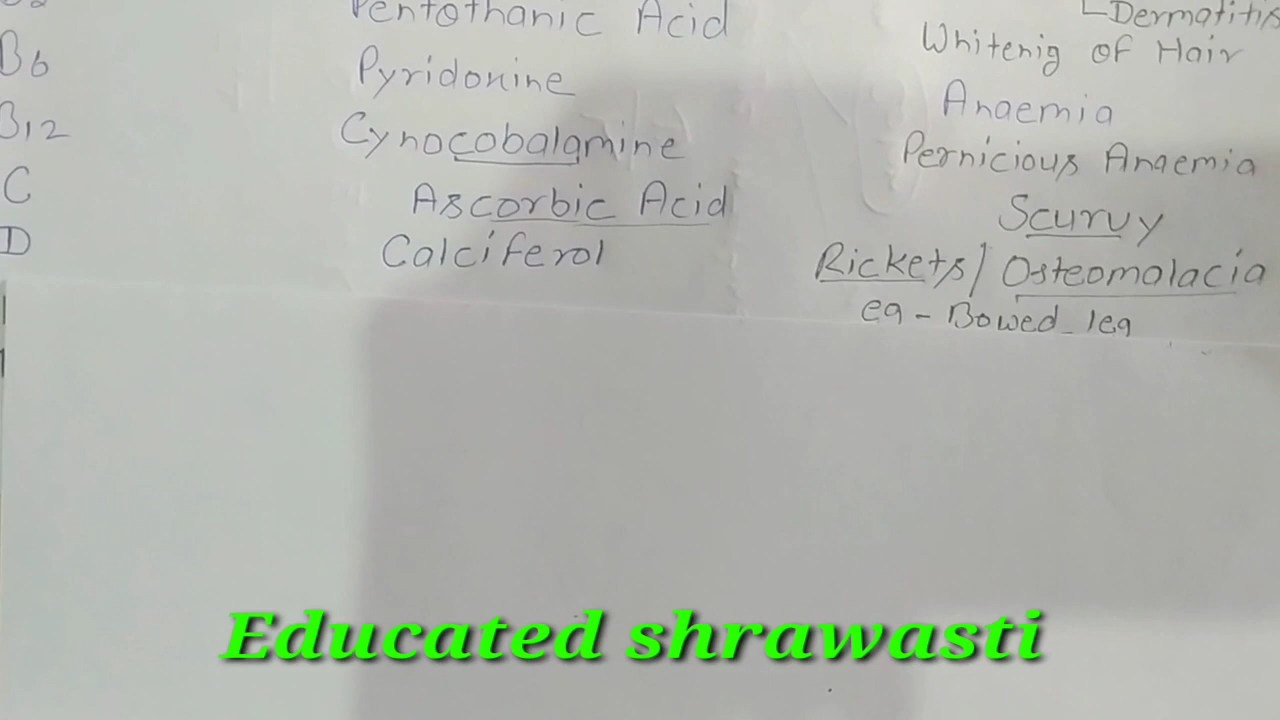 Dermatitis
Pentothanic Acid Whitenig of Hair
B6 Pyridoxine Anaemia
B12 Cynocobalamine Pernicious Anaemia
C Ascorbic Acid Scurvy
D Calciferol Rickets/Osteomalacia
eg - Bowed leg
Educated shrawasti